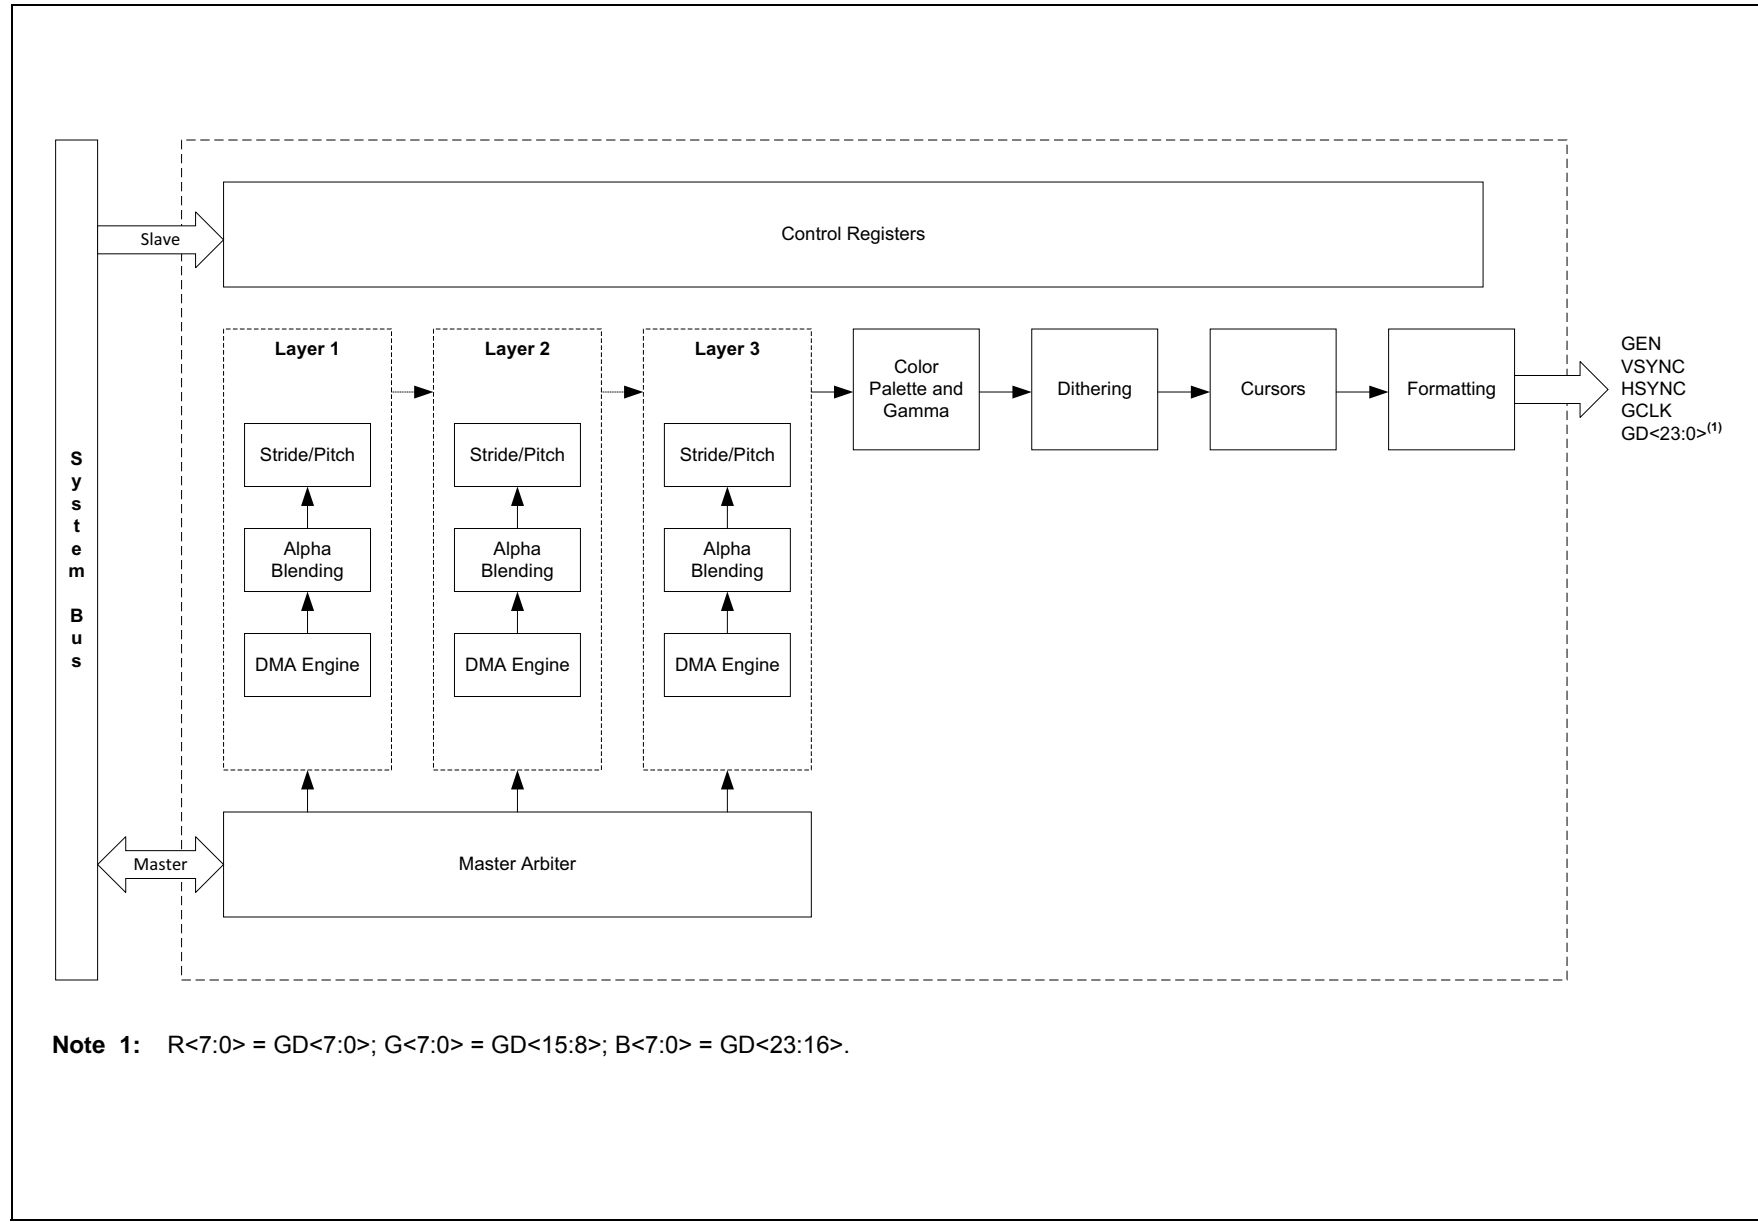 System Bus
Slave
Control Registers
Layer 1
Stride/Pitch
Alpha
Blending
DMA Engine
Layer 2
Stride/Pitch
Alpha
Blending
DMA Engine
Layer 3
Stride/Pitch
Alpha
Blending
DMA Engine
Color
Palette and
Gamma
Dithering
Cursors
Formatting
GEN
VSYNC
HSYNC
GCLK
GD<23:0>(1)
Master
Master Arbiter
Note 1: R<7:0> = GD<7:0>; G<7:0> = GD<15:8>; B<7:0> = GD<23:16>.